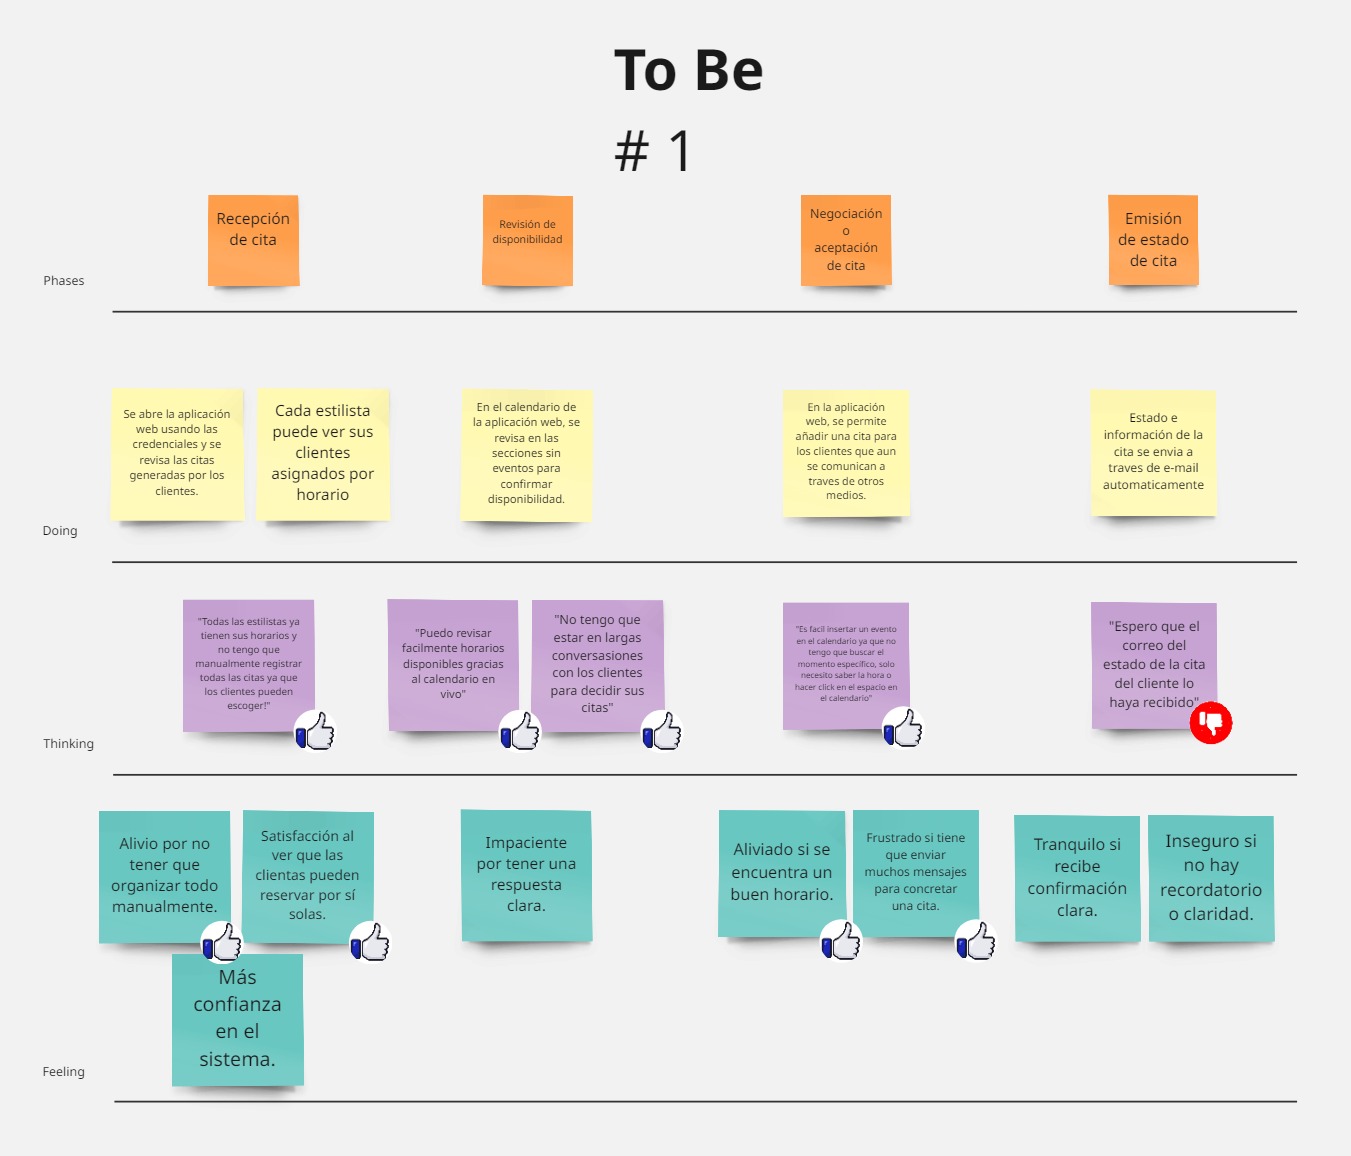 To Be
# 1
Recepción
de cita
Revisión de
disponibilidad
Negociación
o
aceptación
de cita
Emisión
de estado
de cita
Phases
Se abre la aplicación
web usando las
credenciales y se
revisa las citas
generadas por los
clientes.
Cada estilista
puede ver sus
clientes
asignados por
horario
En el calendario de
la aplicación web, se
revisa en las
secciones sin
eventos para
confirmar
disponibilidad.
En la aplicación
web, se permite
añadir una cita para
los clientes que aun
se comunican a
traves de otros
medios.
Estado e
información de la
cita se envia a
traves de e-mail
automaticamente
Doing
"Todas las estilistas ya
tienen sus horarios y
no tengo que
manualmente registrar
todas las citas ya que
los clientes pueden
escoger!"
"Puedo revisar
facilmente horarios
disponibles gracias
al calendario en
vivo"
"No tengo que
estar en largas
conversasiones
con los clientes
para decidir sus
citas"
"Es facíl insertar un evento
en el calendario ya que no
tengo que buscar el
momento específico, solo
necesito saber la hora o
hacer click en el espacio en
el calendario"
"Espero que el
correo del
estado de la cita
del cliente lo
haya recibido"
Thinking
Alivio por no
tener que
organizar todo
manualmente.
Satisfacción al
ver que las
clientas pueden
reservar por sí
solas.
Impaciente
por tener una
respuesta
clara.
Aliviado si se
encuentra un
buen horario.
Frustrado si tiene
que enviar
muchos mensajes
para concretar
una cita.
Tranquilo si
recibe
confirmación
clara.
Inseguro si
no hay
recordatorio
o claridad.
Más
confianza
en el
sistema.
Feeling